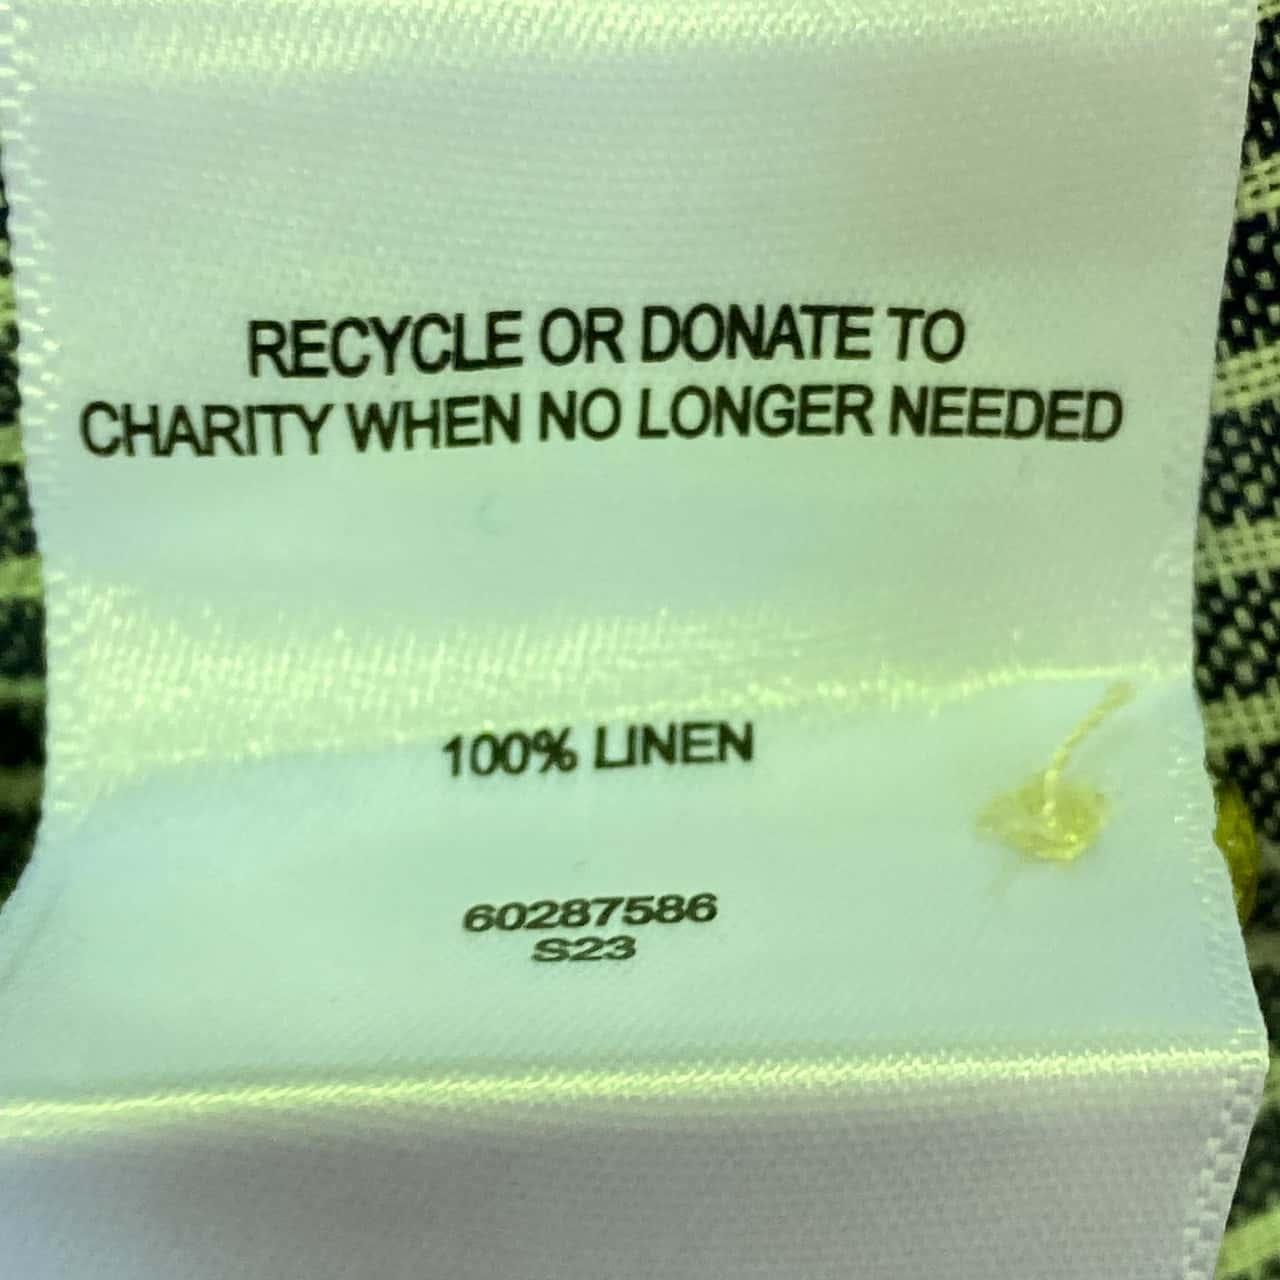 RECYCLE OR DONATE TO
CHARITY WHEN NO LONGER NEEDED
100% LINEN
60287586
S23